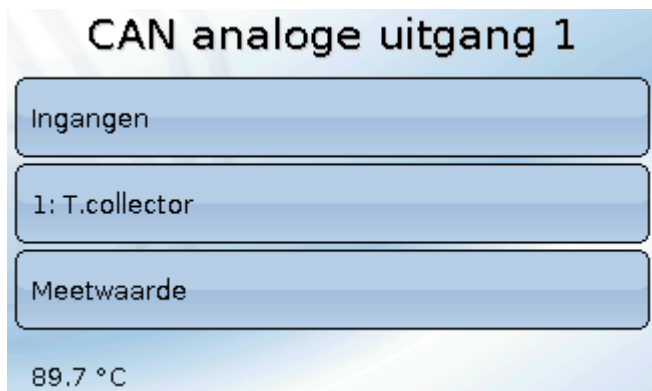 CAN analoge uitgang 1
Ingangen
1: T.collector
Meetwaarde
89.7 °C